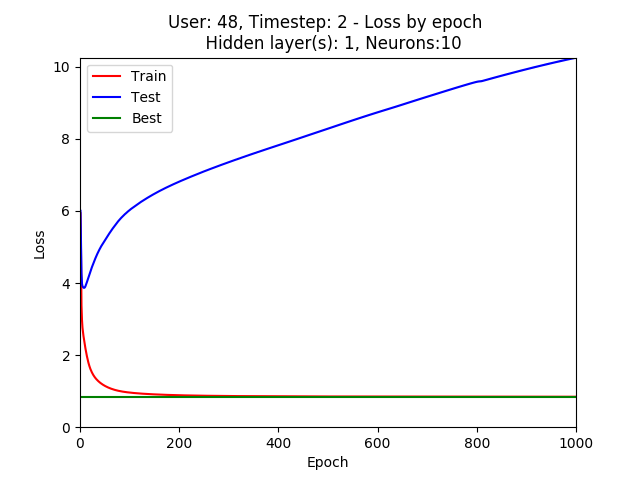 User: 48, Timestep: 2 - Loss by epoch
Hidden layer(s): 1, Neurons:10
Train
Test
Best
Loss
10
8
6
4
2
0
0 200 400 600 800 1000
Epoch